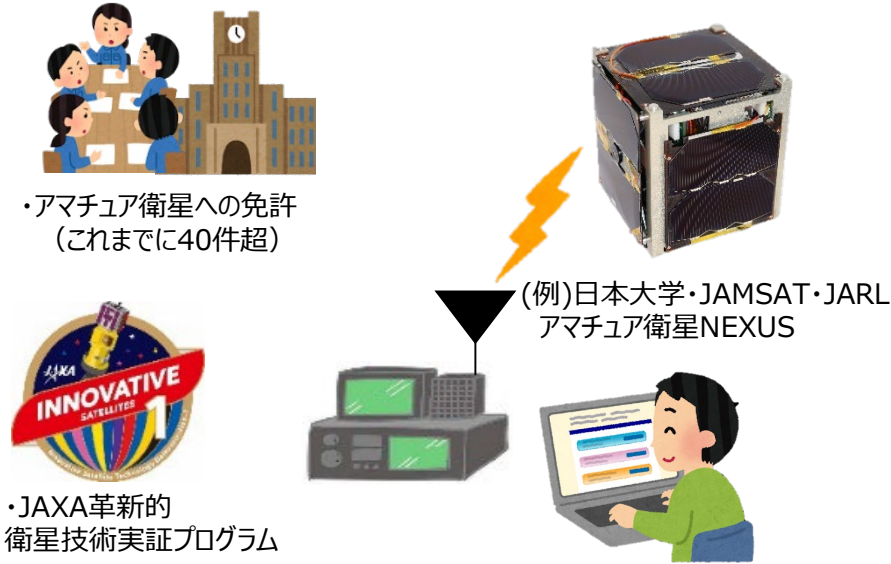 ・アマチュア衛星への免許
（これまでに40件超）
(例)日本大学・JAMSAT・JARL
アマチュア衛星NEXUS
JAXA
INNOVATIVE
SATELLITES
1
・JAXA革新的
衛星技術実証プログラム